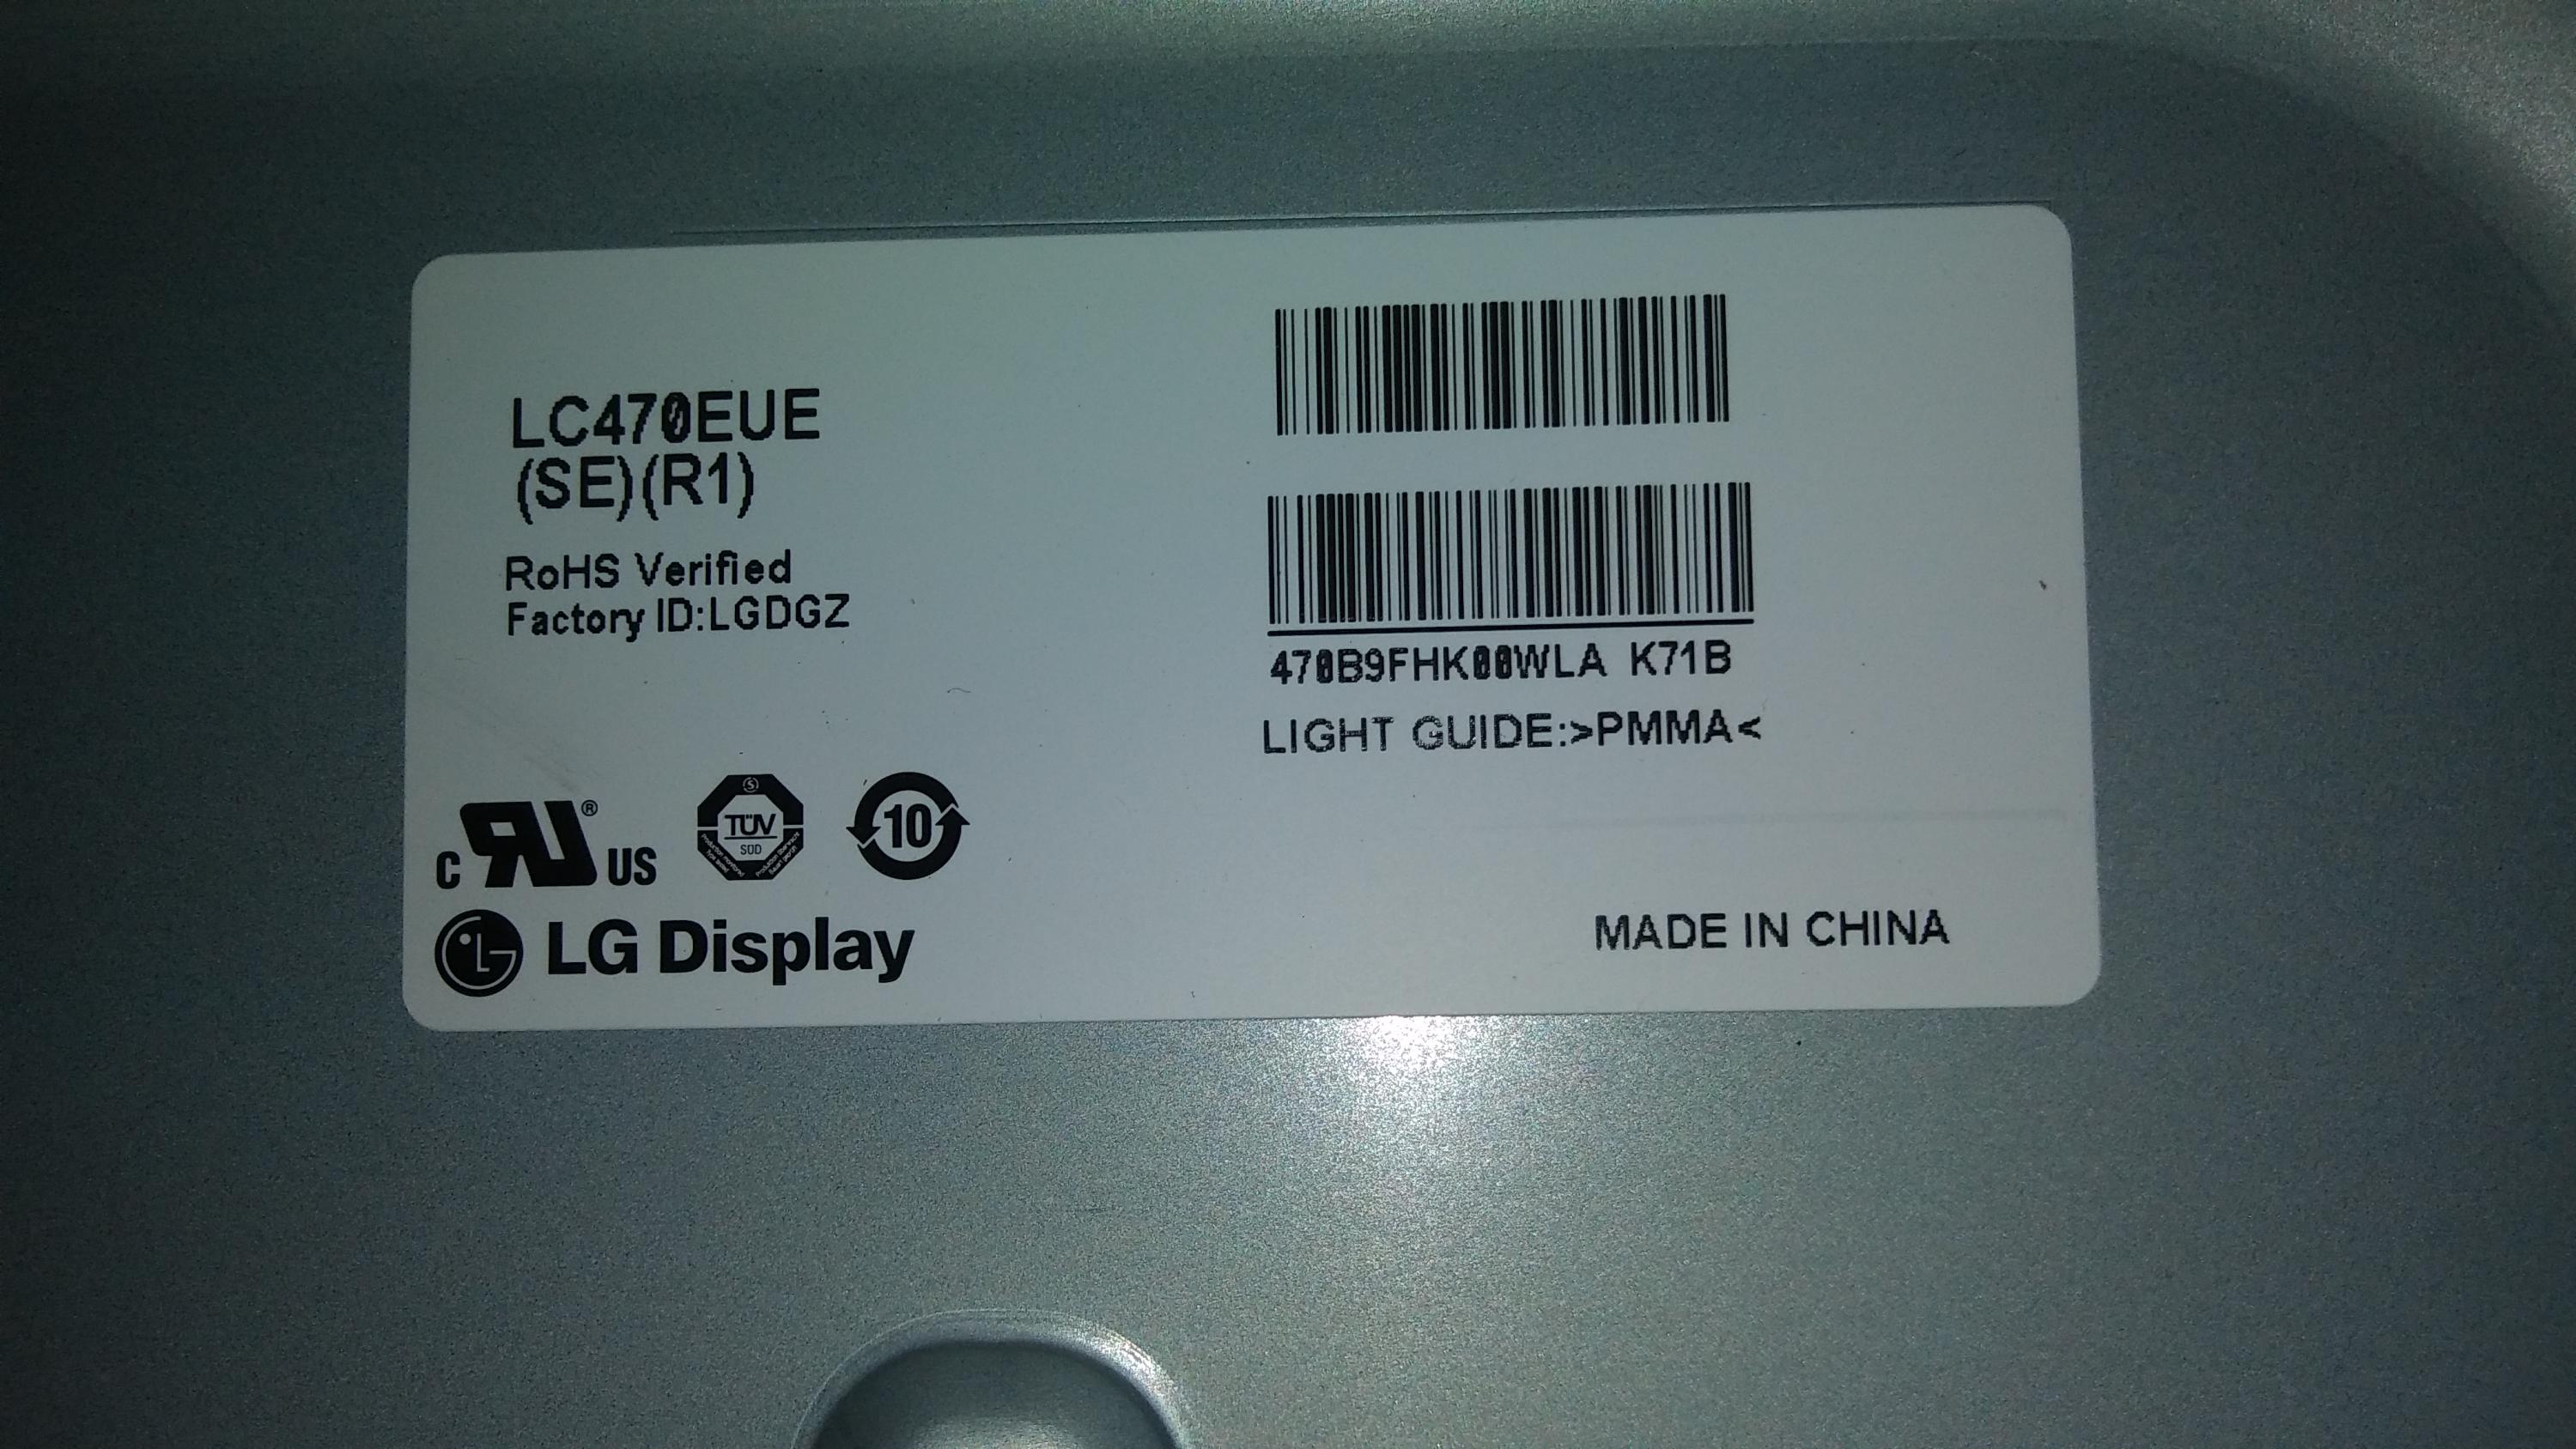 LC470EUE
(SE)(R1)
RoHS Verified
Factory ID:LGDGZ
470B9FHK00WLA K71B
LIGHT GUIDE:>PMMA<
C RU® US
TÜV
SÜD
10
LG Display
MADE IN CHINA